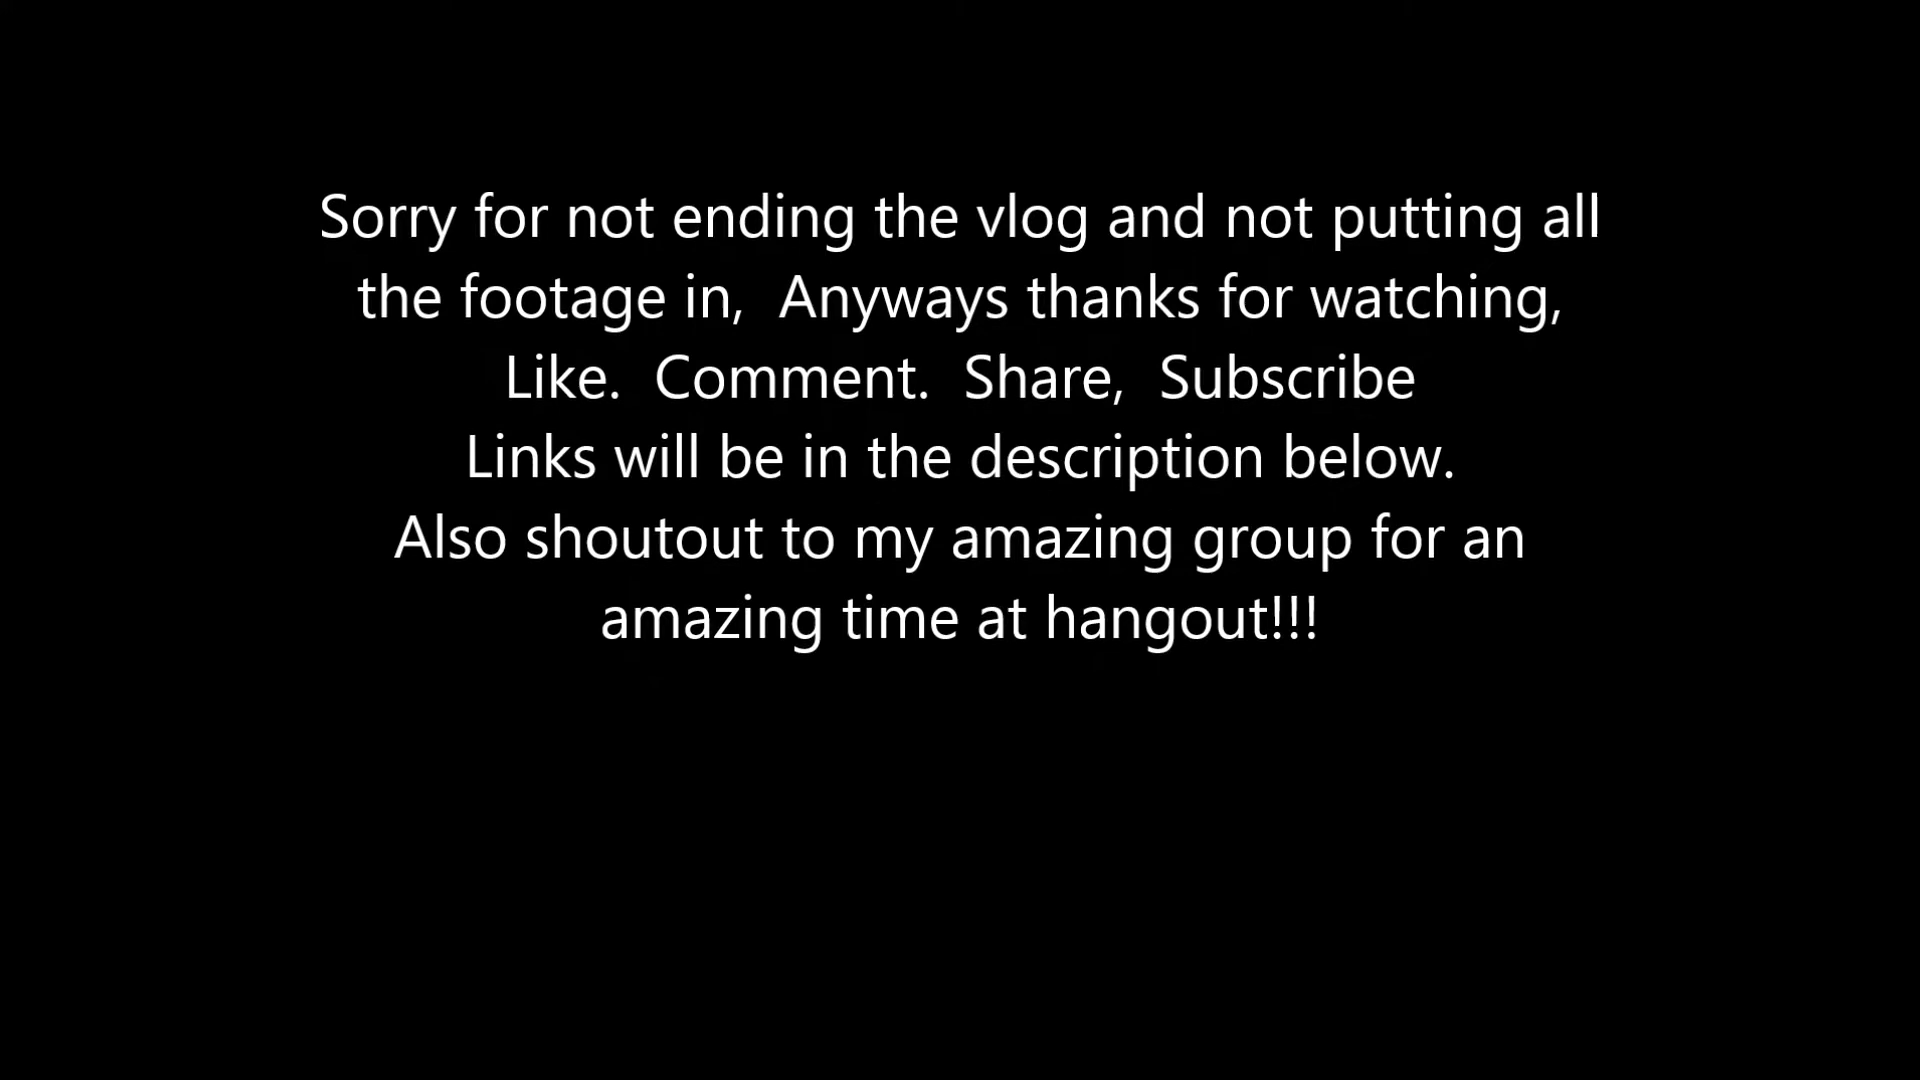 Sorry for not ending the vlog and not putting all
the footage in,  Anyways thanks for watching,
Like.  Comment.  Share,  Subscribe
Links will be in the description below.
Also shoutout to my amazing group for an
amazing time at hangout!!!